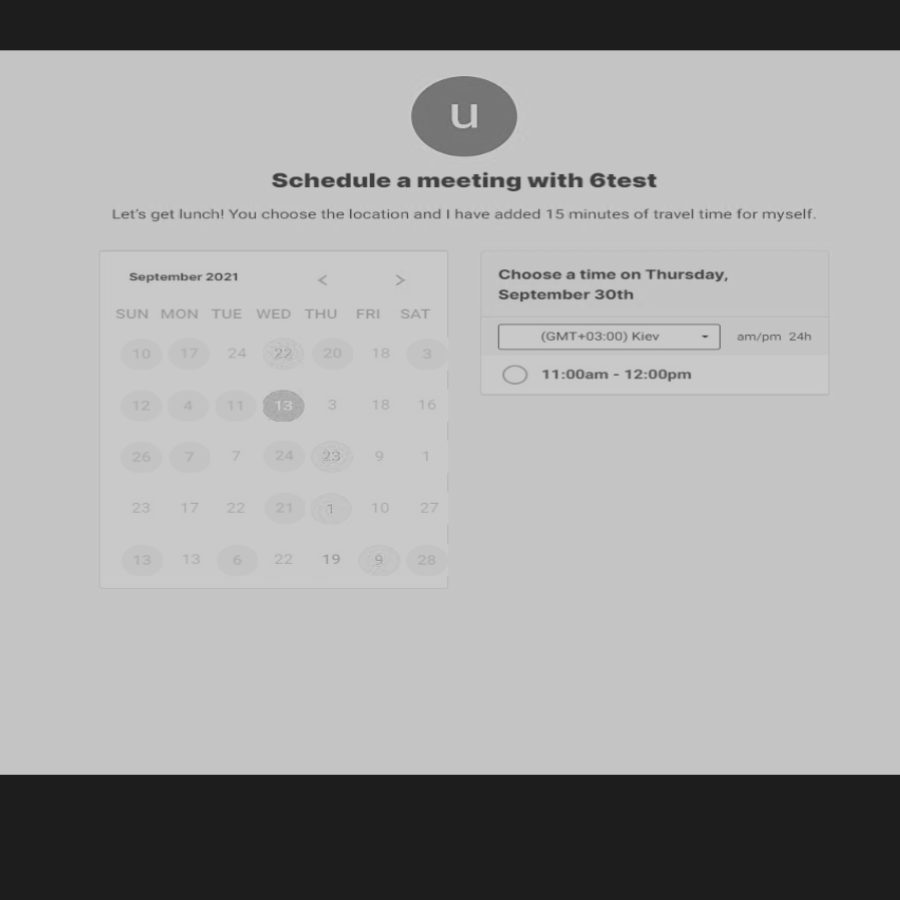 u
Schedule a meeting with 6test
Let's get lunch! You choose the location and I have added 15 minutes of travel time for myself.
September 2021 < >
SUN MON TUE WED THU FRI SAT
10 17 24 22 20 18 3
12 4 11 13 3 18 16
26 7 7 24 23 9 1
23 17 22 21 1 10 27
13 13 6 22 19 9 28
Choose a time on Thursday,
September 30th
(GMT+03:00) Kiev am/pm 24h
11:00am - 12:00pm